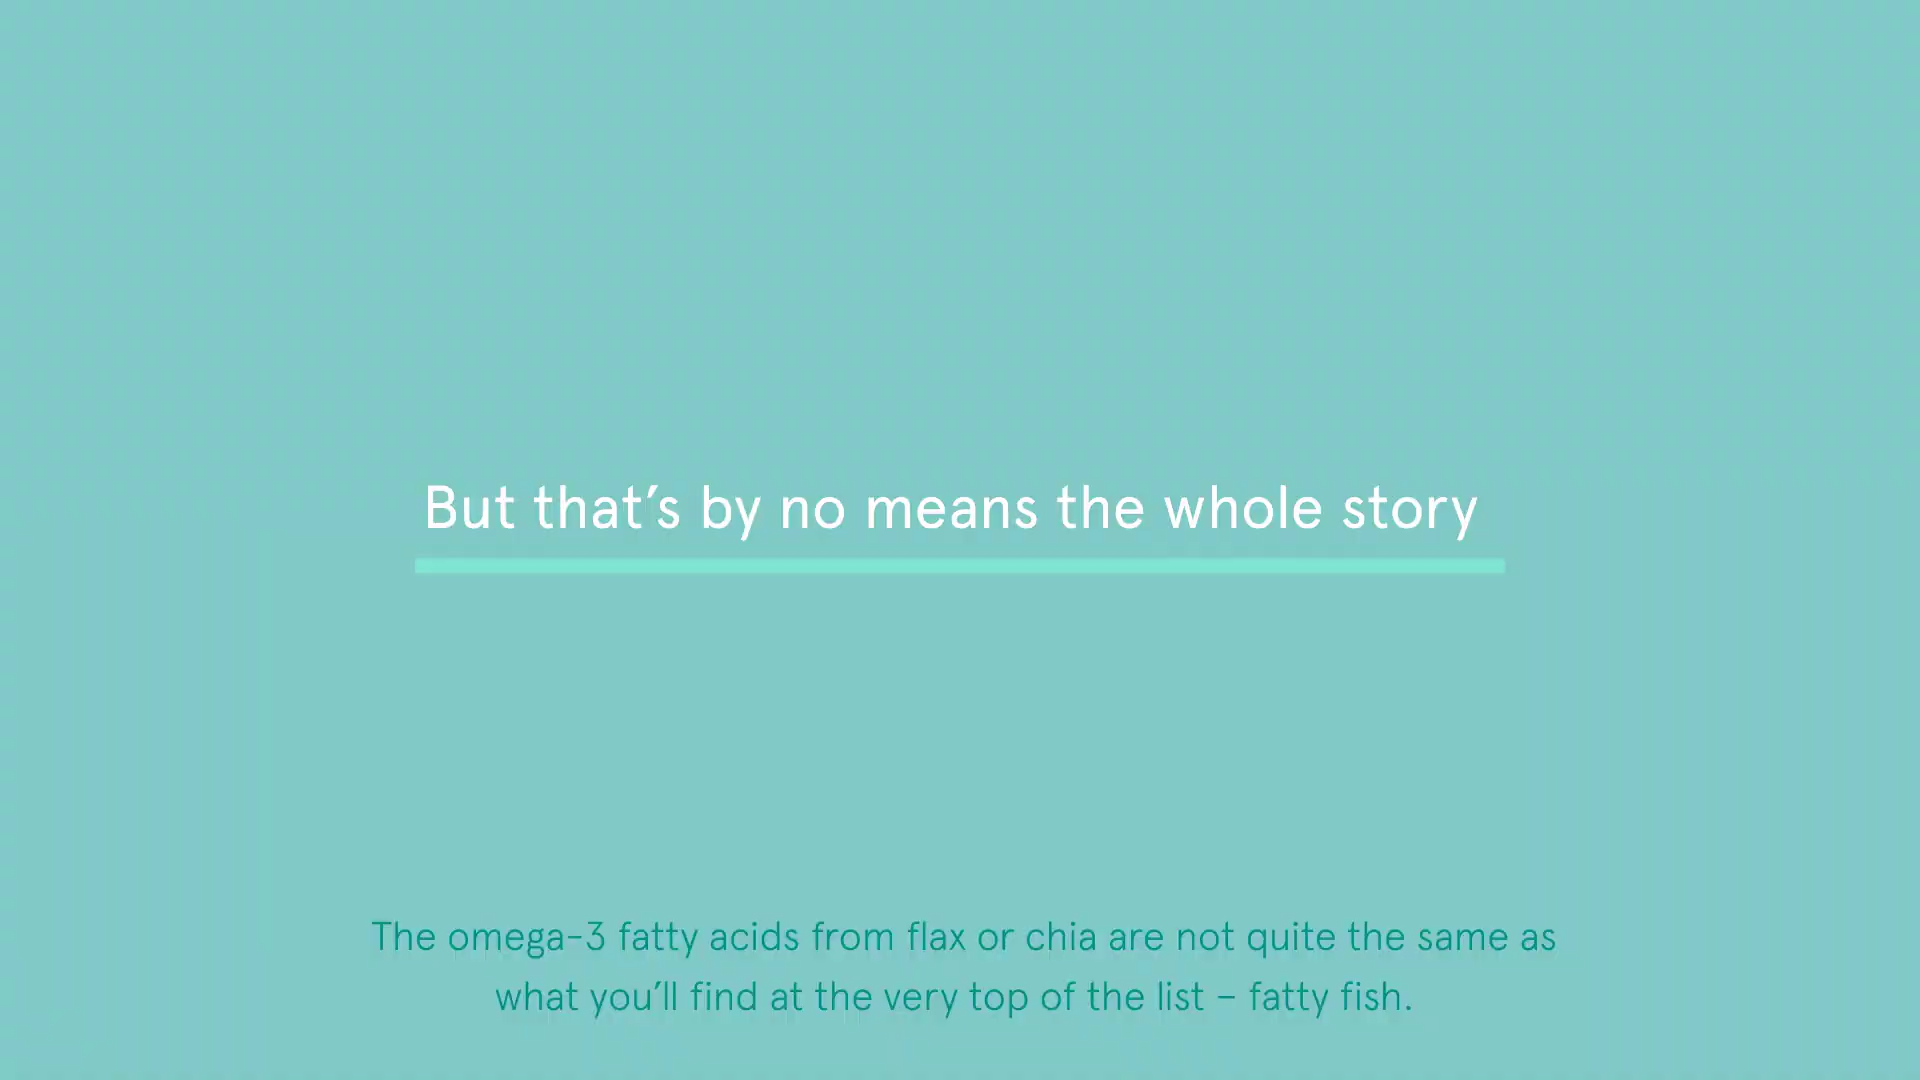 But that’s by no means the whole story
The omega-3 fatty acids from flax or chia are not quite the same as
what you’ll find at the very top of the list – fatty fish.